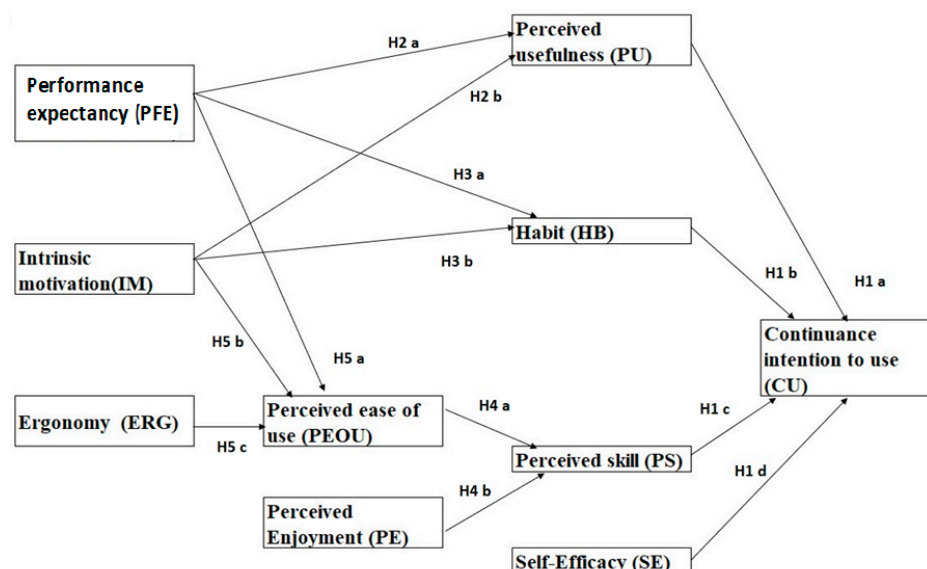 Perceived
usefulness (PU)
H2 a
Performance
expectancy (PFE)
H2 b
H3 a
Habit (HB)
Intrinsic
motivation(IM)
H3 b
H1 b
H1 a
Continuance
intention to use
(CU)
H5 b
H5 a
Ergonomy (ERG)
H5 c
Perceived ease of
use (PEOU)
H4 a
H1 c
Perceived skill (PS)
H4 b
H1 d
Perceived
Enjoyment (PE)
Self-Efficacy (SE)